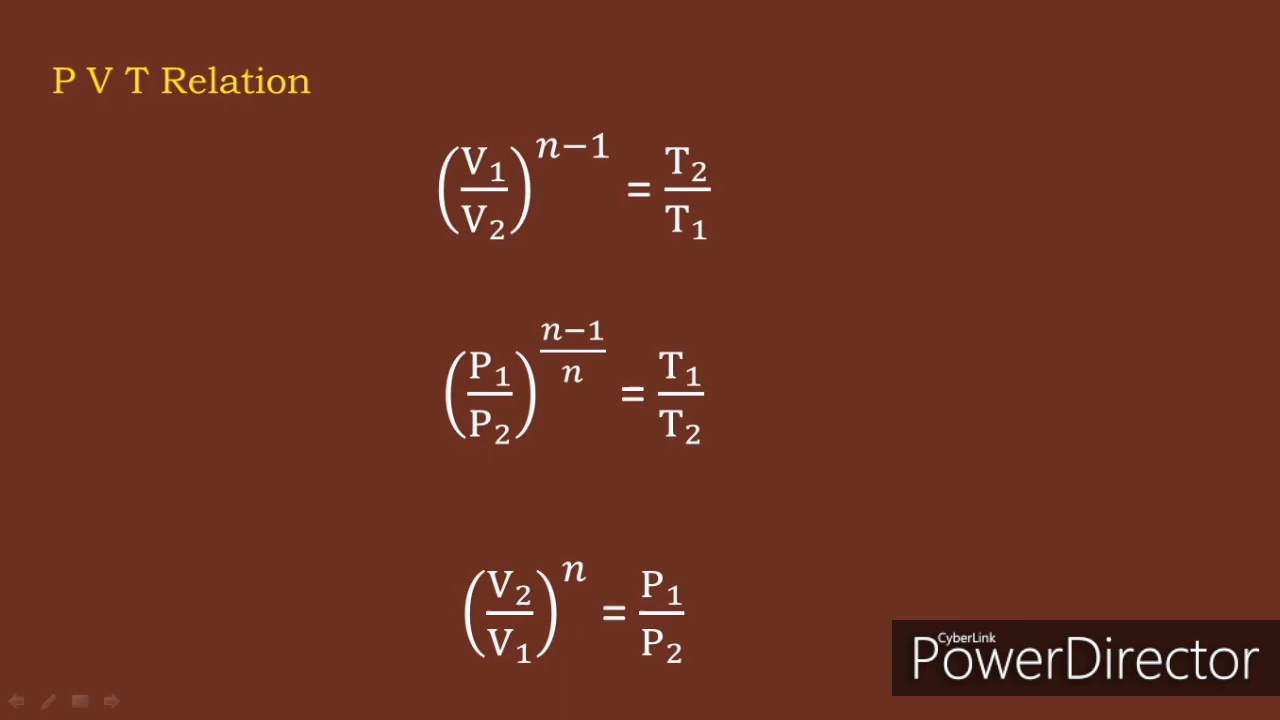 P V T Relation
(V₁/V₂)ⁿ⁻¹ = T₂/T₁
(P₁/P₂)^((n−1)/n) = T₁/T₂
(V₂/V₁)ⁿ = P₁/P₂
CyberLink
PowerDirector